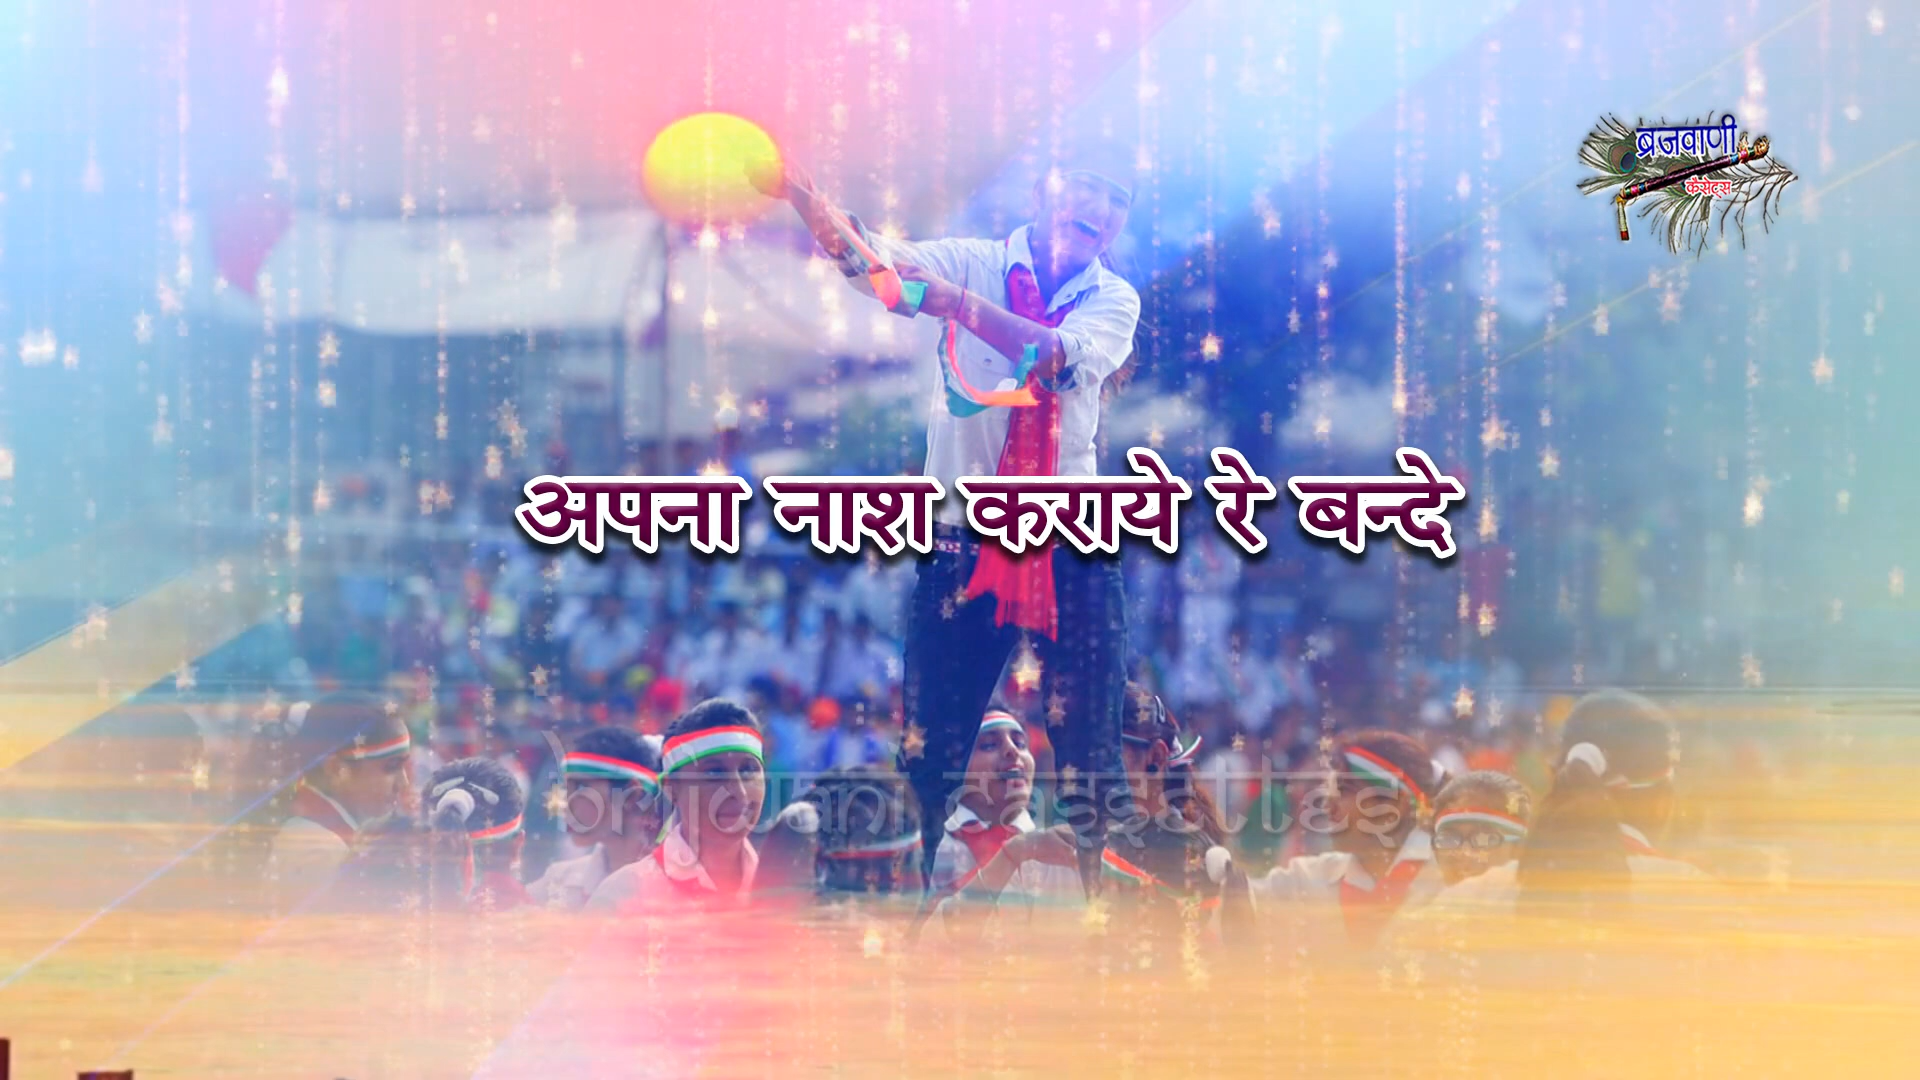 ब्रजवाणी
कैसेट्स
अपना नाश कराये रे बन्दे
brijwani cassettes